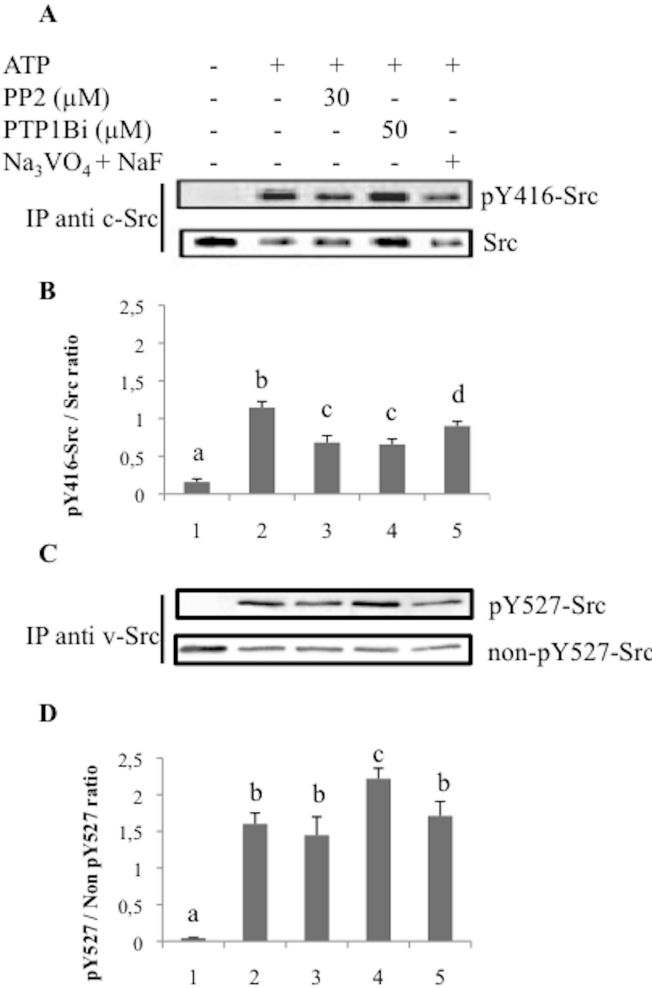 A
ATP - + + + +
PP2 (µM) - - 30 - -
PTP1Bi (µM) - - - 50 -
Na₃VO₄ + NaF - - - - +
IP anti c-Src
pY416-Src
Src
B
pY416-Src / Src ratio
2,5
2
1,5
1
0,5
0
a
b
c
c
d
1 2 3 4 5
C
IP anti v-Src
pY527-Src
non-pY527-Src
D
pY527 / Non pY527 ratio
2,5
2
1,5
1
0,5
0
a
b
b
c
b
1 2 3 4 5